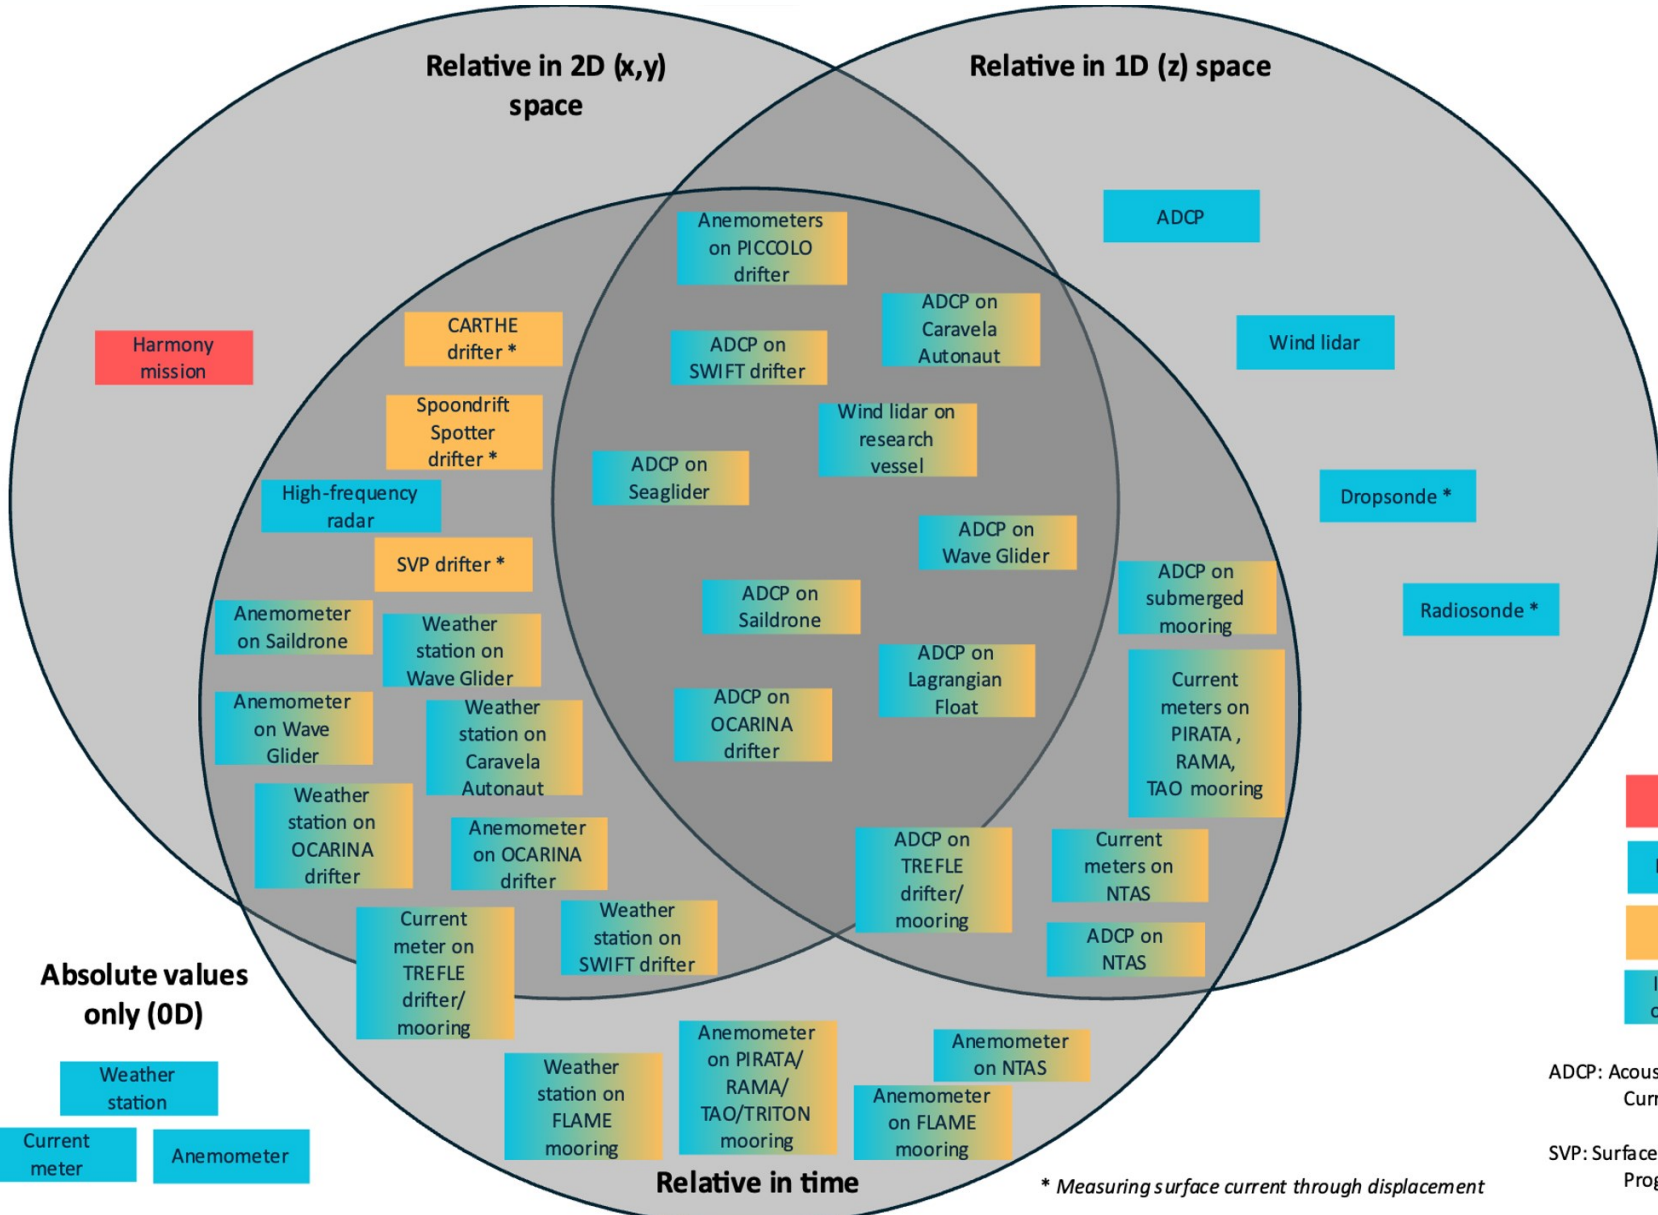 Relative in 2D (x,y)
space
Relative in 1D (z) space
ADCP
Anemometers
on PICCOLO
drifter
ADCP on
Caravela
Autonaut
Harmony
mission
CARTHE
drifter *
ADCP on
SWIFT drifter
Wind lidar
Spoondrift
Spotter
drifter *
Wind lidar on
research
vessel
ADCP on
Seaglider
High-frequency
radar
Dropsonde *
ADCP on
Wave Glider
SVP drifter *
ADCP on
submerged
mooring
Radiosonde *
Anemometer
on Saildrone
Weather
station on
Wave Glider
ADCP on
Saildrone
ADCP on
Lagrangian
Float
Current
meters on
PIRATA ,
RAMA,
TAO mooring
Anemometer
on Wave
Glider
Weather
station on
Caravela
Autonaut
ADCP on
OCARINA
drifter
Weather
station on
OCARINA
drifter
Anemometer
on OCARINA
drifter
ADCP on
TREFLE
drifter/
mooring
Current
meters on
NTAS
Current
meter on
TREFLE
drifter/
mooring
Weather
station on
SWIFT drifter
ADCP on
NTAS
Absolute values
only (0D)
Weather
station
Current
meter
Anemometer
Weather
station on
FLAME
mooring
Anemometer
on PIRATA/
RAMA/
TAO/TRITON
mooring
Anemometer
on NTAS
Anemometer
on FLAME
mooring
Relative in time
* Measuring surface current through displacement
ADCP: Acous
Curr
SVP: Surface
Prog